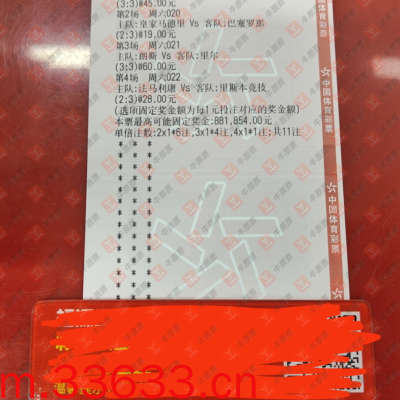 (3:3)@45.00元
第2场 周六020
主队:皇家马德里 Vs 客队:巴塞罗那
(2:3)@19.00元
第3场 周六021
主队:朗斯 Vs 客队:里尔
(3:3)@60.00元
第4场 周六022
主队:法马利康 Vs 客队:里斯本竞技
(2:3)@28.00元
(选项固定奖金额为每1元投注对应的奖金额)
本票最高可能固定奖金:881,854.00元
单倍注数:2x1*6注,3x1*4注,4x1*1注;共11注
中国体育彩票
中国体育彩票
中国体育彩票
m.33633.cn